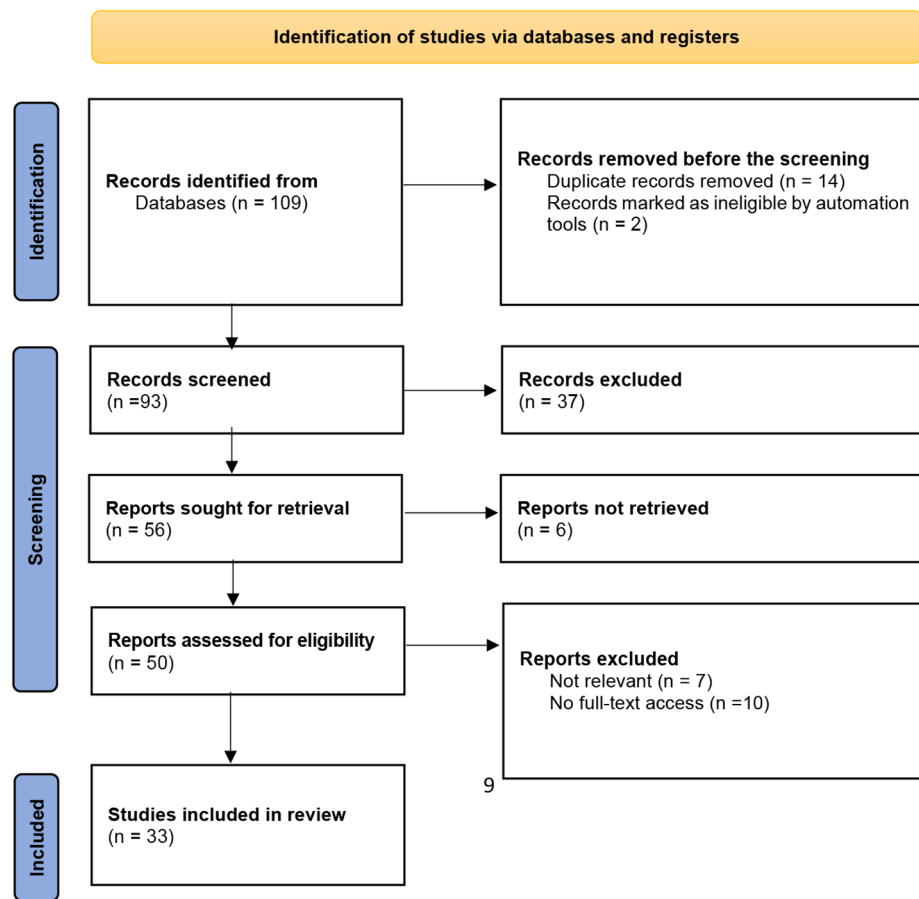 Identification of studies via databases and registers
Identification
Records identified from
Databases (n = 109)
Records removed before the screening
Duplicate records removed (n = 14)
Records marked as ineligible by automation
tools (n = 2)
Screening
Records screened
(n =93)
Records excluded
(n = 37)
Reports sought for retrieval
(n = 56)
Reports not retrieved
(n = 6)
Reports assessed for eligibility
(n = 50)
Reports excluded
Not relevant (n = 7)
No full-text access (n =10)
9
Included
Studies included in review
(n = 33)